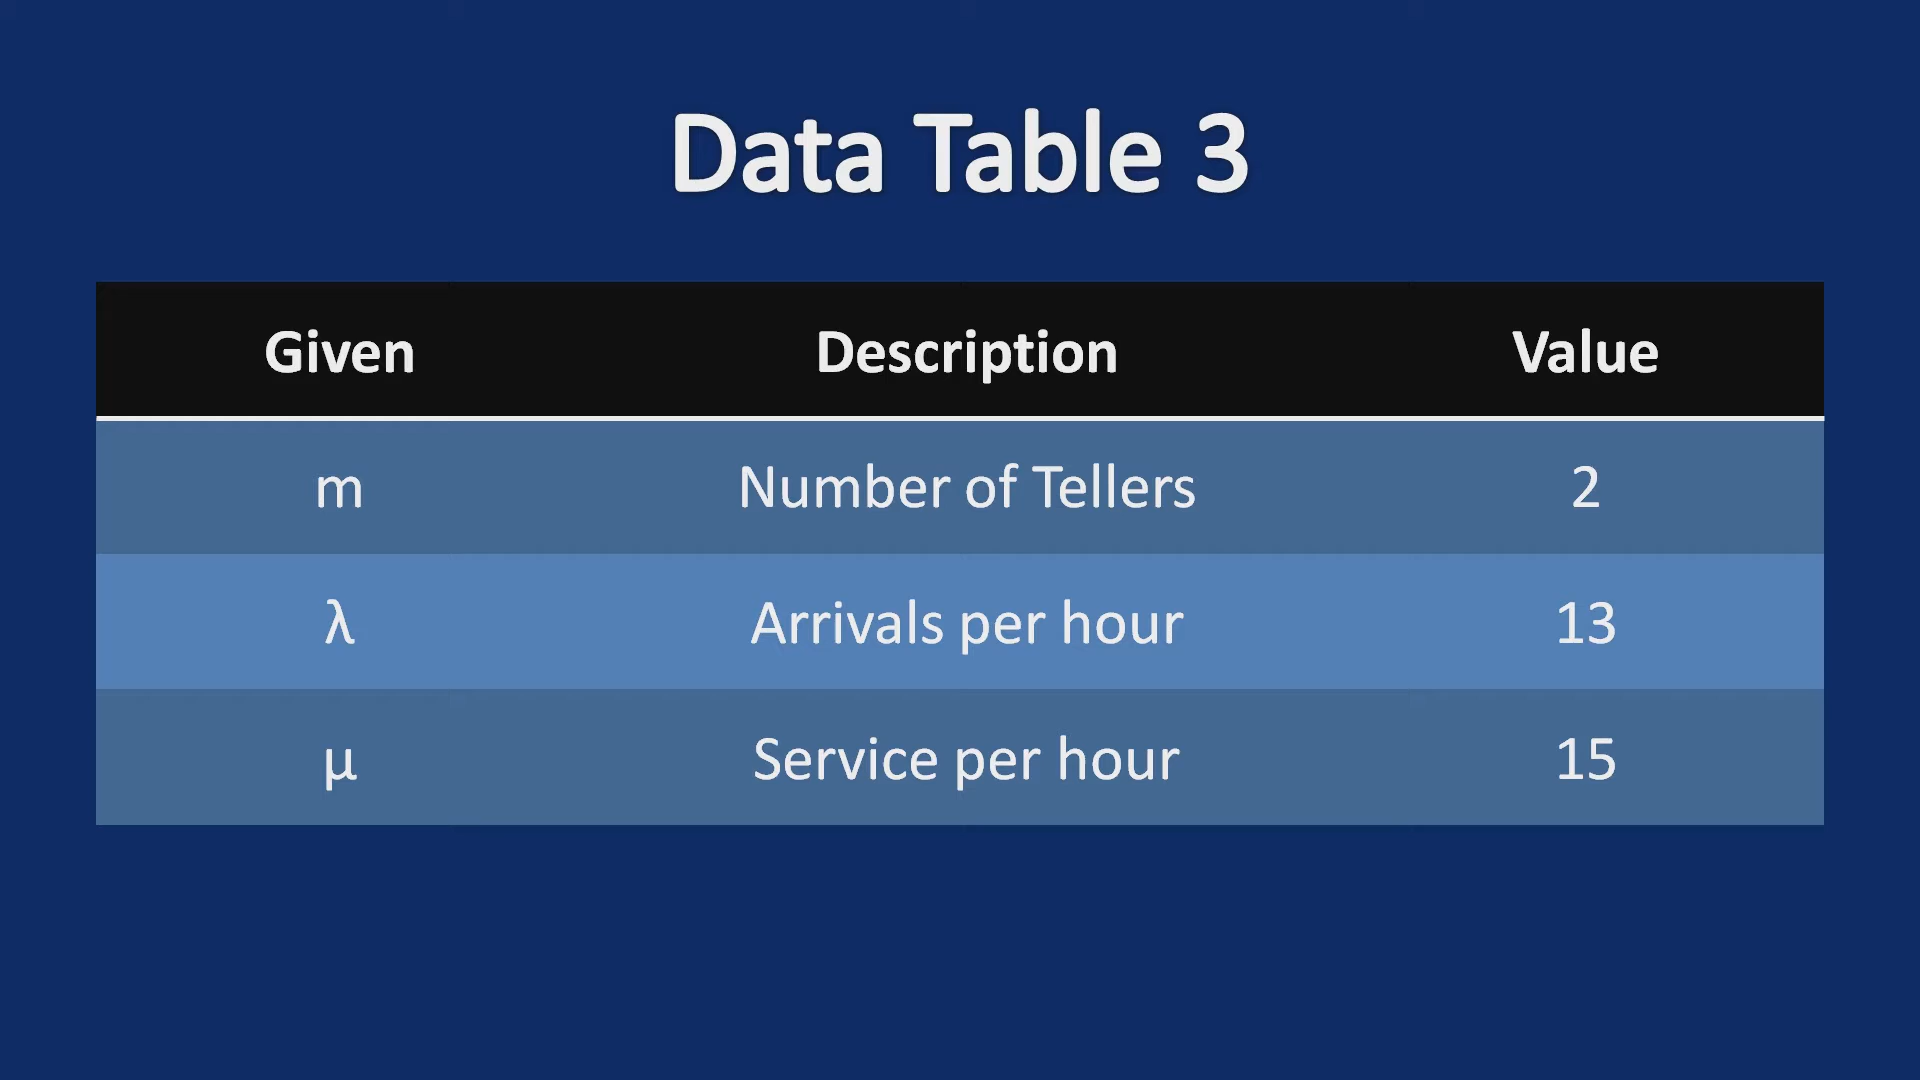 Data Table 3
Given Description Value
m Number of Tellers 2
λ Arrivals per hour 13
μ Service per hour 15